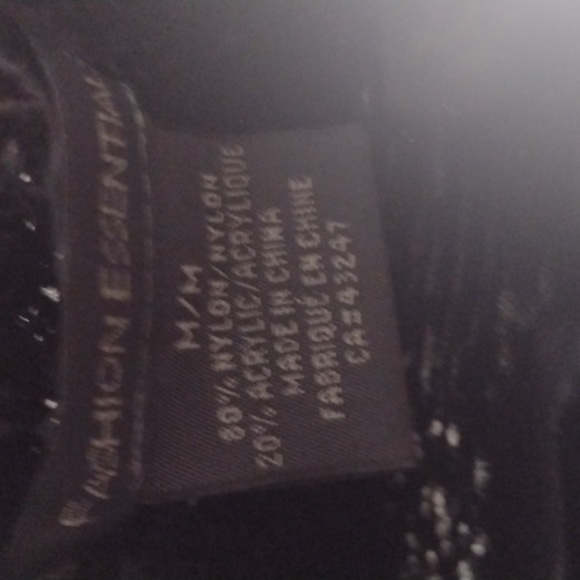 FASHION ESSENTIAL
M/M
80% NYLON/NYLON
20% ACRYLIC/ACRYLIQUE
MADE IN CHINA
FABRIQUÉ EN CHINE
CA#43247